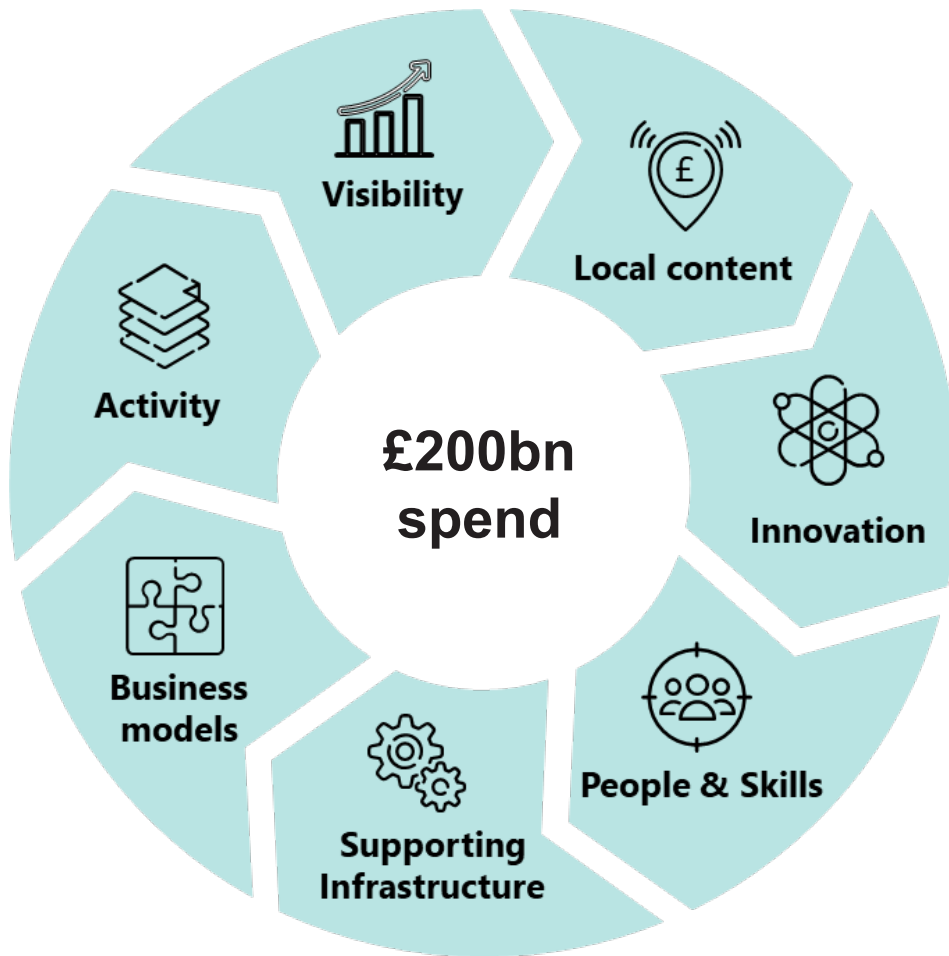 Visibility
£
Local content
Activity
£200bn
spend
Innovation
Business
models
People & Skills
Supporting
Infrastructure